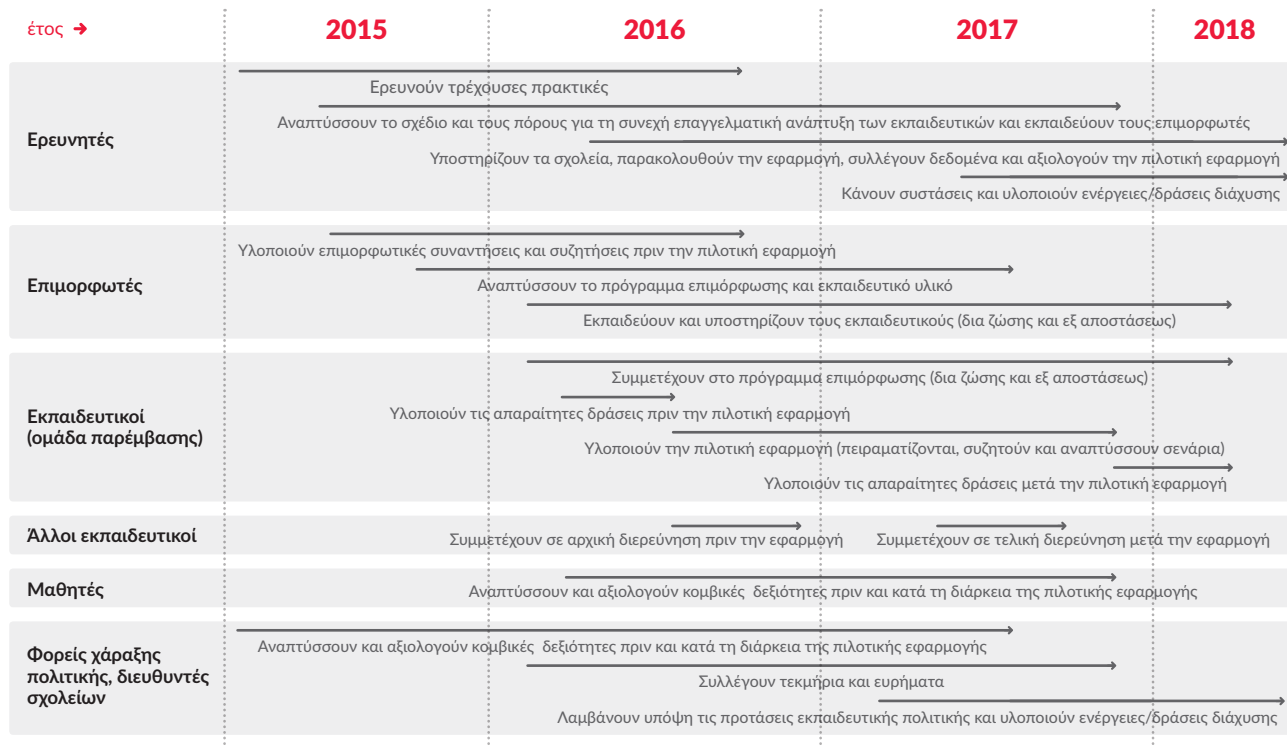 έτος → 2015 2016 2017 2018
Ερευνητές
Ερευνούν τρέχουσες πρακτικές
Αναπτύσσουν το σχέδιο και τους πόρους για τη συνεχή επαγγελματική ανάπτυξη των εκπαιδευτικών και εκπαιδεύουν τους επιμορφωτές
Υποστηρίζουν τα σχολεία, παρακολουθούν την εφαρμογή, συλλέγουν δεδομένα και αξιολογούν την πιλοτική εφαρμογή
Κάνουν συστάσεις και υλοποιούν ενέργειες/δράσεις διάχυσης
Επιμορφωτές
Υλοποιούν επιμορφωτικές συναντήσεις και συζητήσεις πριν την πιλοτική εφαρμογή
Αναπτύσσουν το πρόγραμμα επιμόρφωσης και εκπαιδευτικό υλικό
Εκπαιδεύουν και υποστηρίζουν τους εκπαιδευτικούς (δια ζώσης και εξ αποστάσεως)
Εκπαιδευτικοί
(ομάδα παρέμβασης)
Συμμετέχουν στο πρόγραμμα επιμόρφωσης (δια ζώσης και εξ αποστάσεως)
Υλοποιούν τις απαραίτητες δράσεις πριν την πιλοτική εφαρμογή
Υλοποιούν την πιλοτική εφαρμογή (πειραματίζονται, συζητούν και αναπτύσσουν σενάρια)
Υλοποιούν τις απαραίτητες δράσεις μετά την πιλοτική εφαρμογή
Άλλοι εκπαιδευτικοί
Συμμετέχουν σε αρχική διερεύνηση πριν την εφαρμογή
Συμμετέχουν σε τελική διερεύνηση μετά την εφαρμογή
Μαθητές
Αναπτύσσουν και αξιολογούν κομβικές δεξιότητες πριν και κατά τη διάρκεια της πιλοτικής εφαρμογής
Φορείς χάραξης
πολιτικής, διευθυντές
σχολείων
Αναπτύσσουν και αξιολογούν κομβικές δεξιότητες πριν και κατά τη διάρκεια της πιλοτικής εφαρμογής
Συλλέγουν τεκμήρια και ευρήματα
Λαμβάνουν υπόψη τις προτάσεις εκπαιδευτικής πολιτικής και υλοποιούν ενέργειες/δράσεις διάχυσης